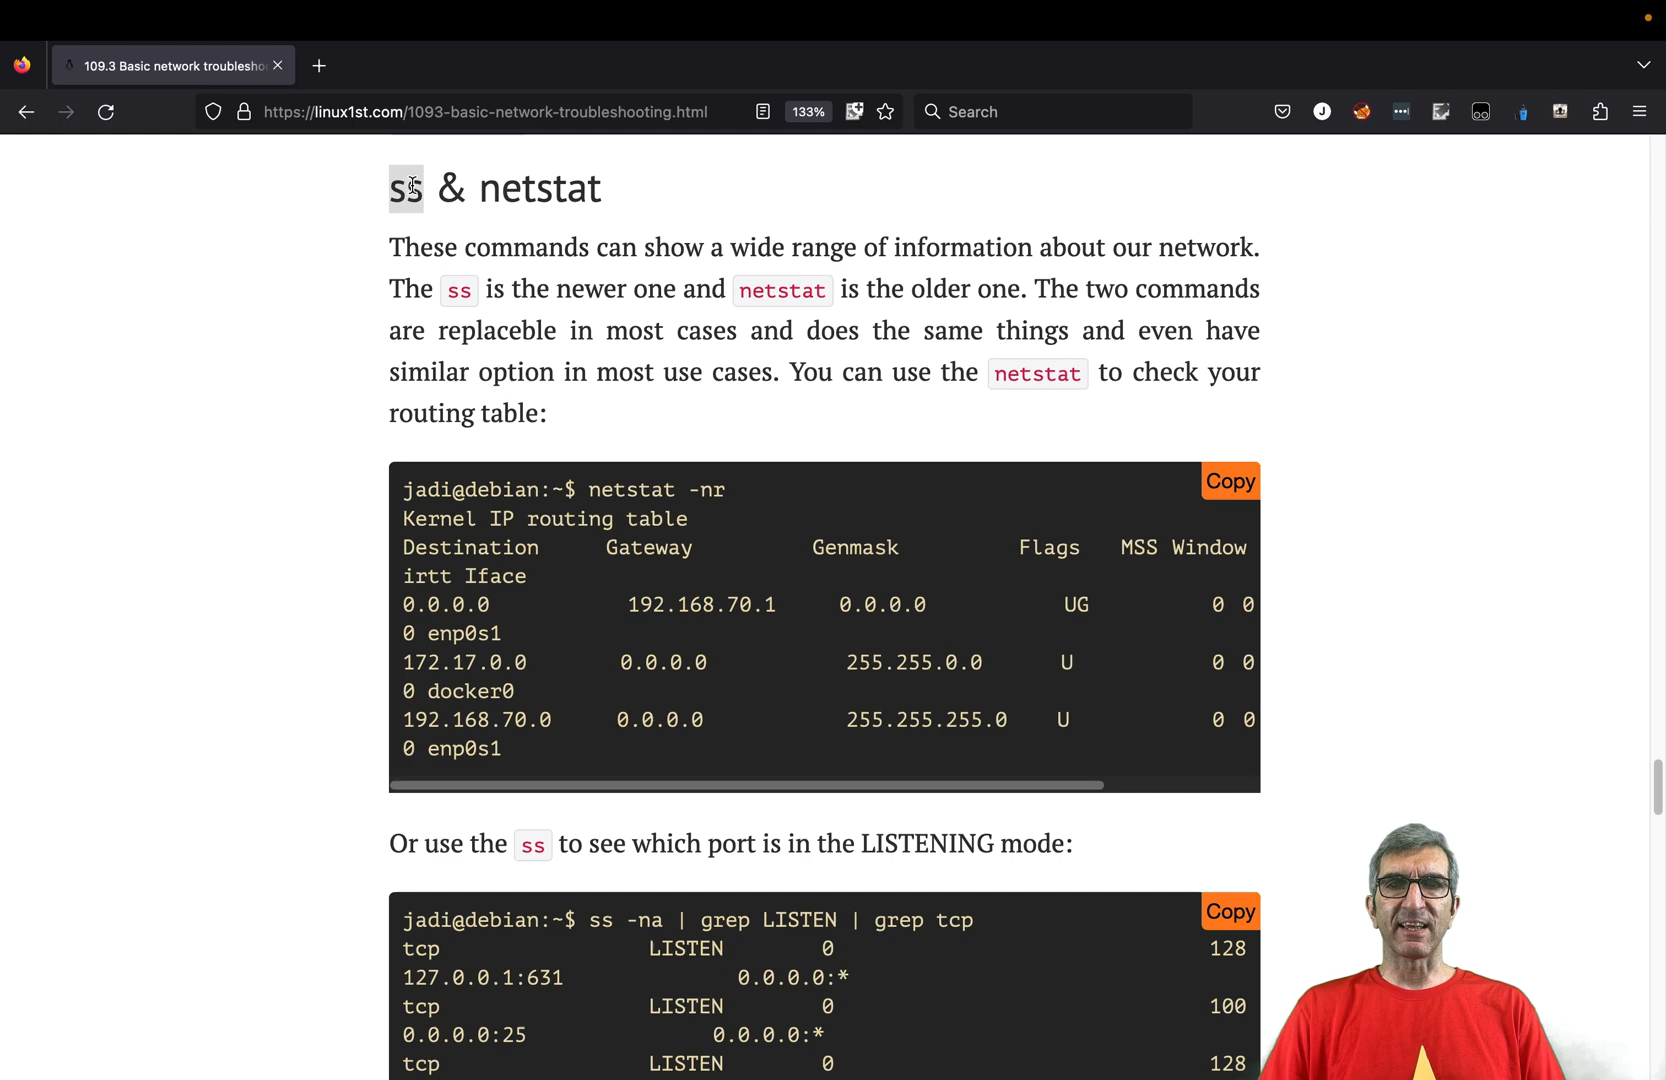 109.3 Basic network troublesho
https://linux1st.com/1093-basic-network-troubleshooting.html
133%
Search
J
ss & netstat
These commands can show a wide range of information about our network.
The ss is the newer one and netstat is the older one. The two commands
are replaceble in most cases and does the same things and even have
similar option in most use cases. You can use the netstat to check your
routing table:
Copy
jadi@debian:~$ netstat -nr
Kernel IP routing table
Destination Gateway Genmask Flags MSS Window
irtt Iface
0.0.0.0 192.168.70.1 0.0.0.0 UG 0 0
0 enp0s1
172.17.0.0 0.0.0.0 255.255.0.0 U 0 0
0 docker0
192.168.70.0 0.0.0.0 255.255.255.0 U 0 0
0 enp0s1
Or use the ss to see which port is in the LISTENING mode:
Copy
jadi@debian:~$ ss -na | grep LISTEN | grep tcp
tcp LISTEN 0 128
127.0.0.1:631 0.0.0.0:*
tcp LISTEN 0 100
0.0.0.0:25 0.0.0.0:*
tcp LISTEN 0 128